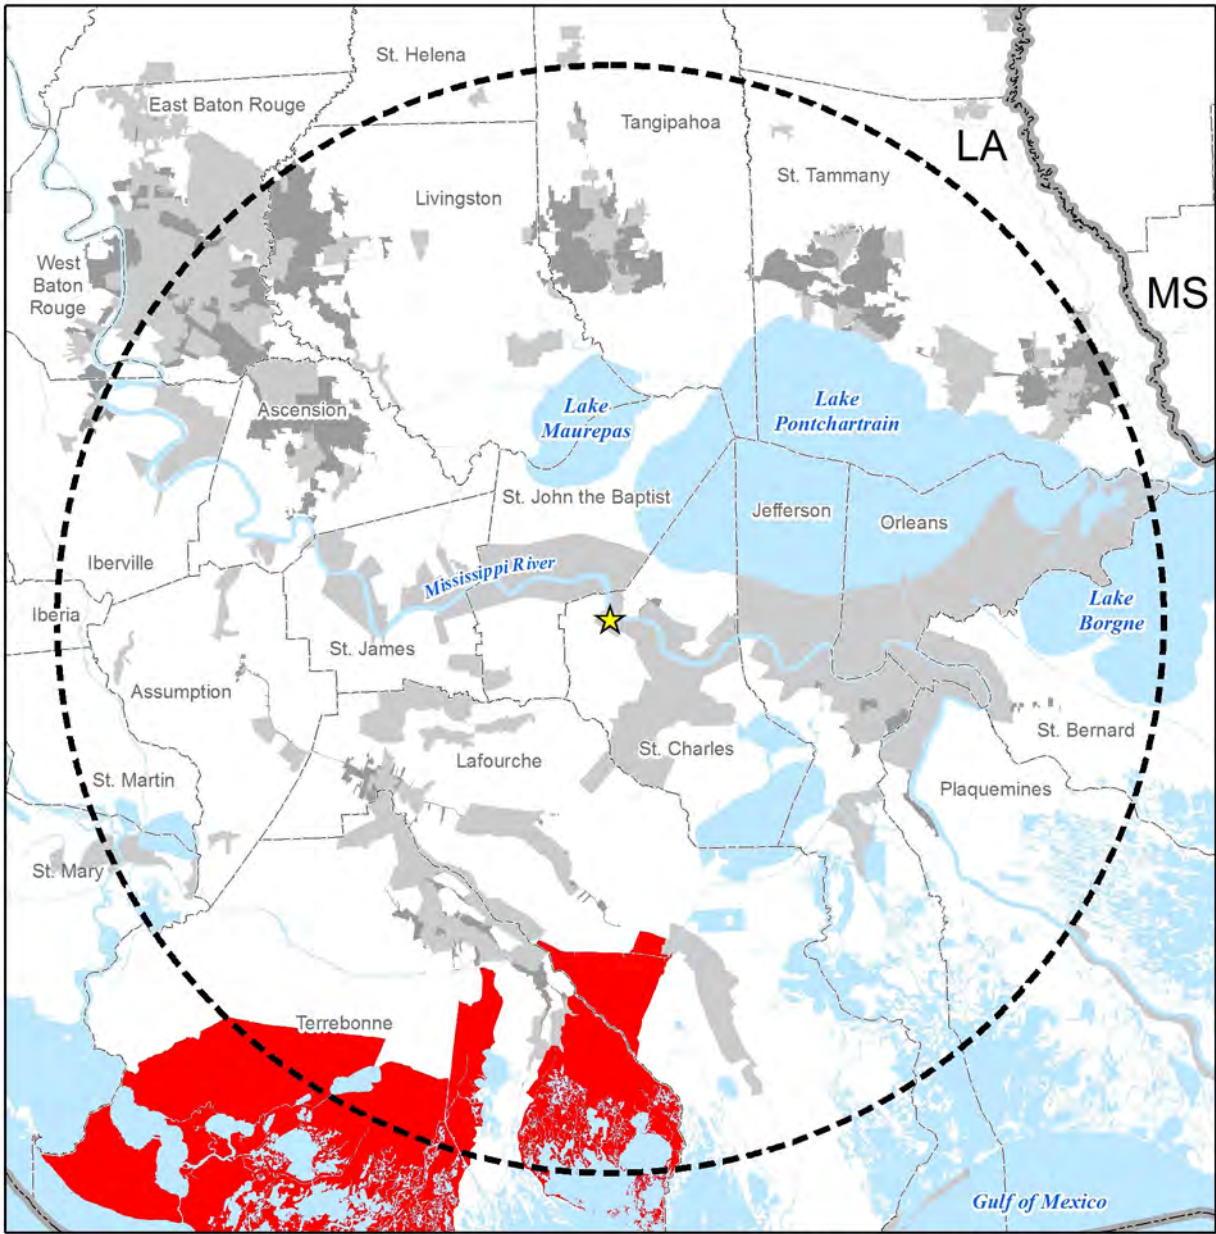 St. Helena
East Baton Rouge
Tangipahoa
LA
St. Tammany
Livingston
West
Baton
Rouge
MS
Lake
Maurepas
Lake
Pontchartrain
Ascension
St. John the Baptist
Jefferson
Orleans
Iberville
Mississippi River
Iberia
Lake
Borgne
St. James
Assumption
St. Bernard
St. Charles
Lafourche
St. Martin
Plaquemines
St. Mary
Terrebonne
Gulf of Mexico